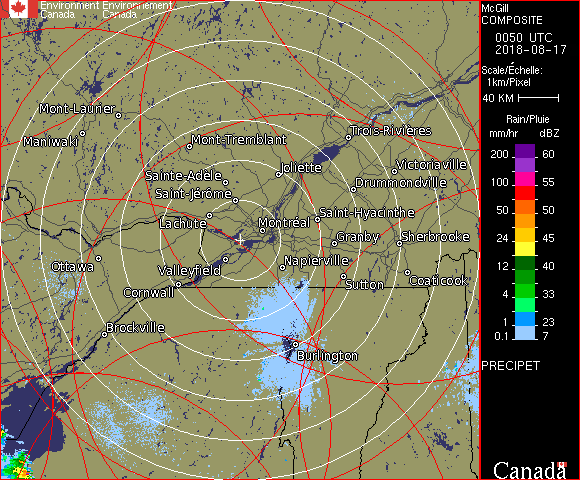 Environment Environnement
Canada Canada
McGill
COMPOSITE
0050 UTC
2018-08-17
Scale/Échelle:
1km/Pixel
40 KM
Rain/Pluie
mm/hr dBZ
200 60
100 55
50 50
24 45
12 40
4 33
1 23
0.1 7
PRECIPET
Canada
Mont-Laurier
Trois-Rivières
Maniwaki
Mont-Tremblant
Victoriaville
Joliette
Sainte-Adèle
Drummondville
Saint-Jérôme
Saint-Hyacinthe
Lachute
Montréal
Granby
Sherbrooke
Ottawa
Valleyfield
Napierville
Cornwall
Sutton
Coaticook
Brockville
Burlington